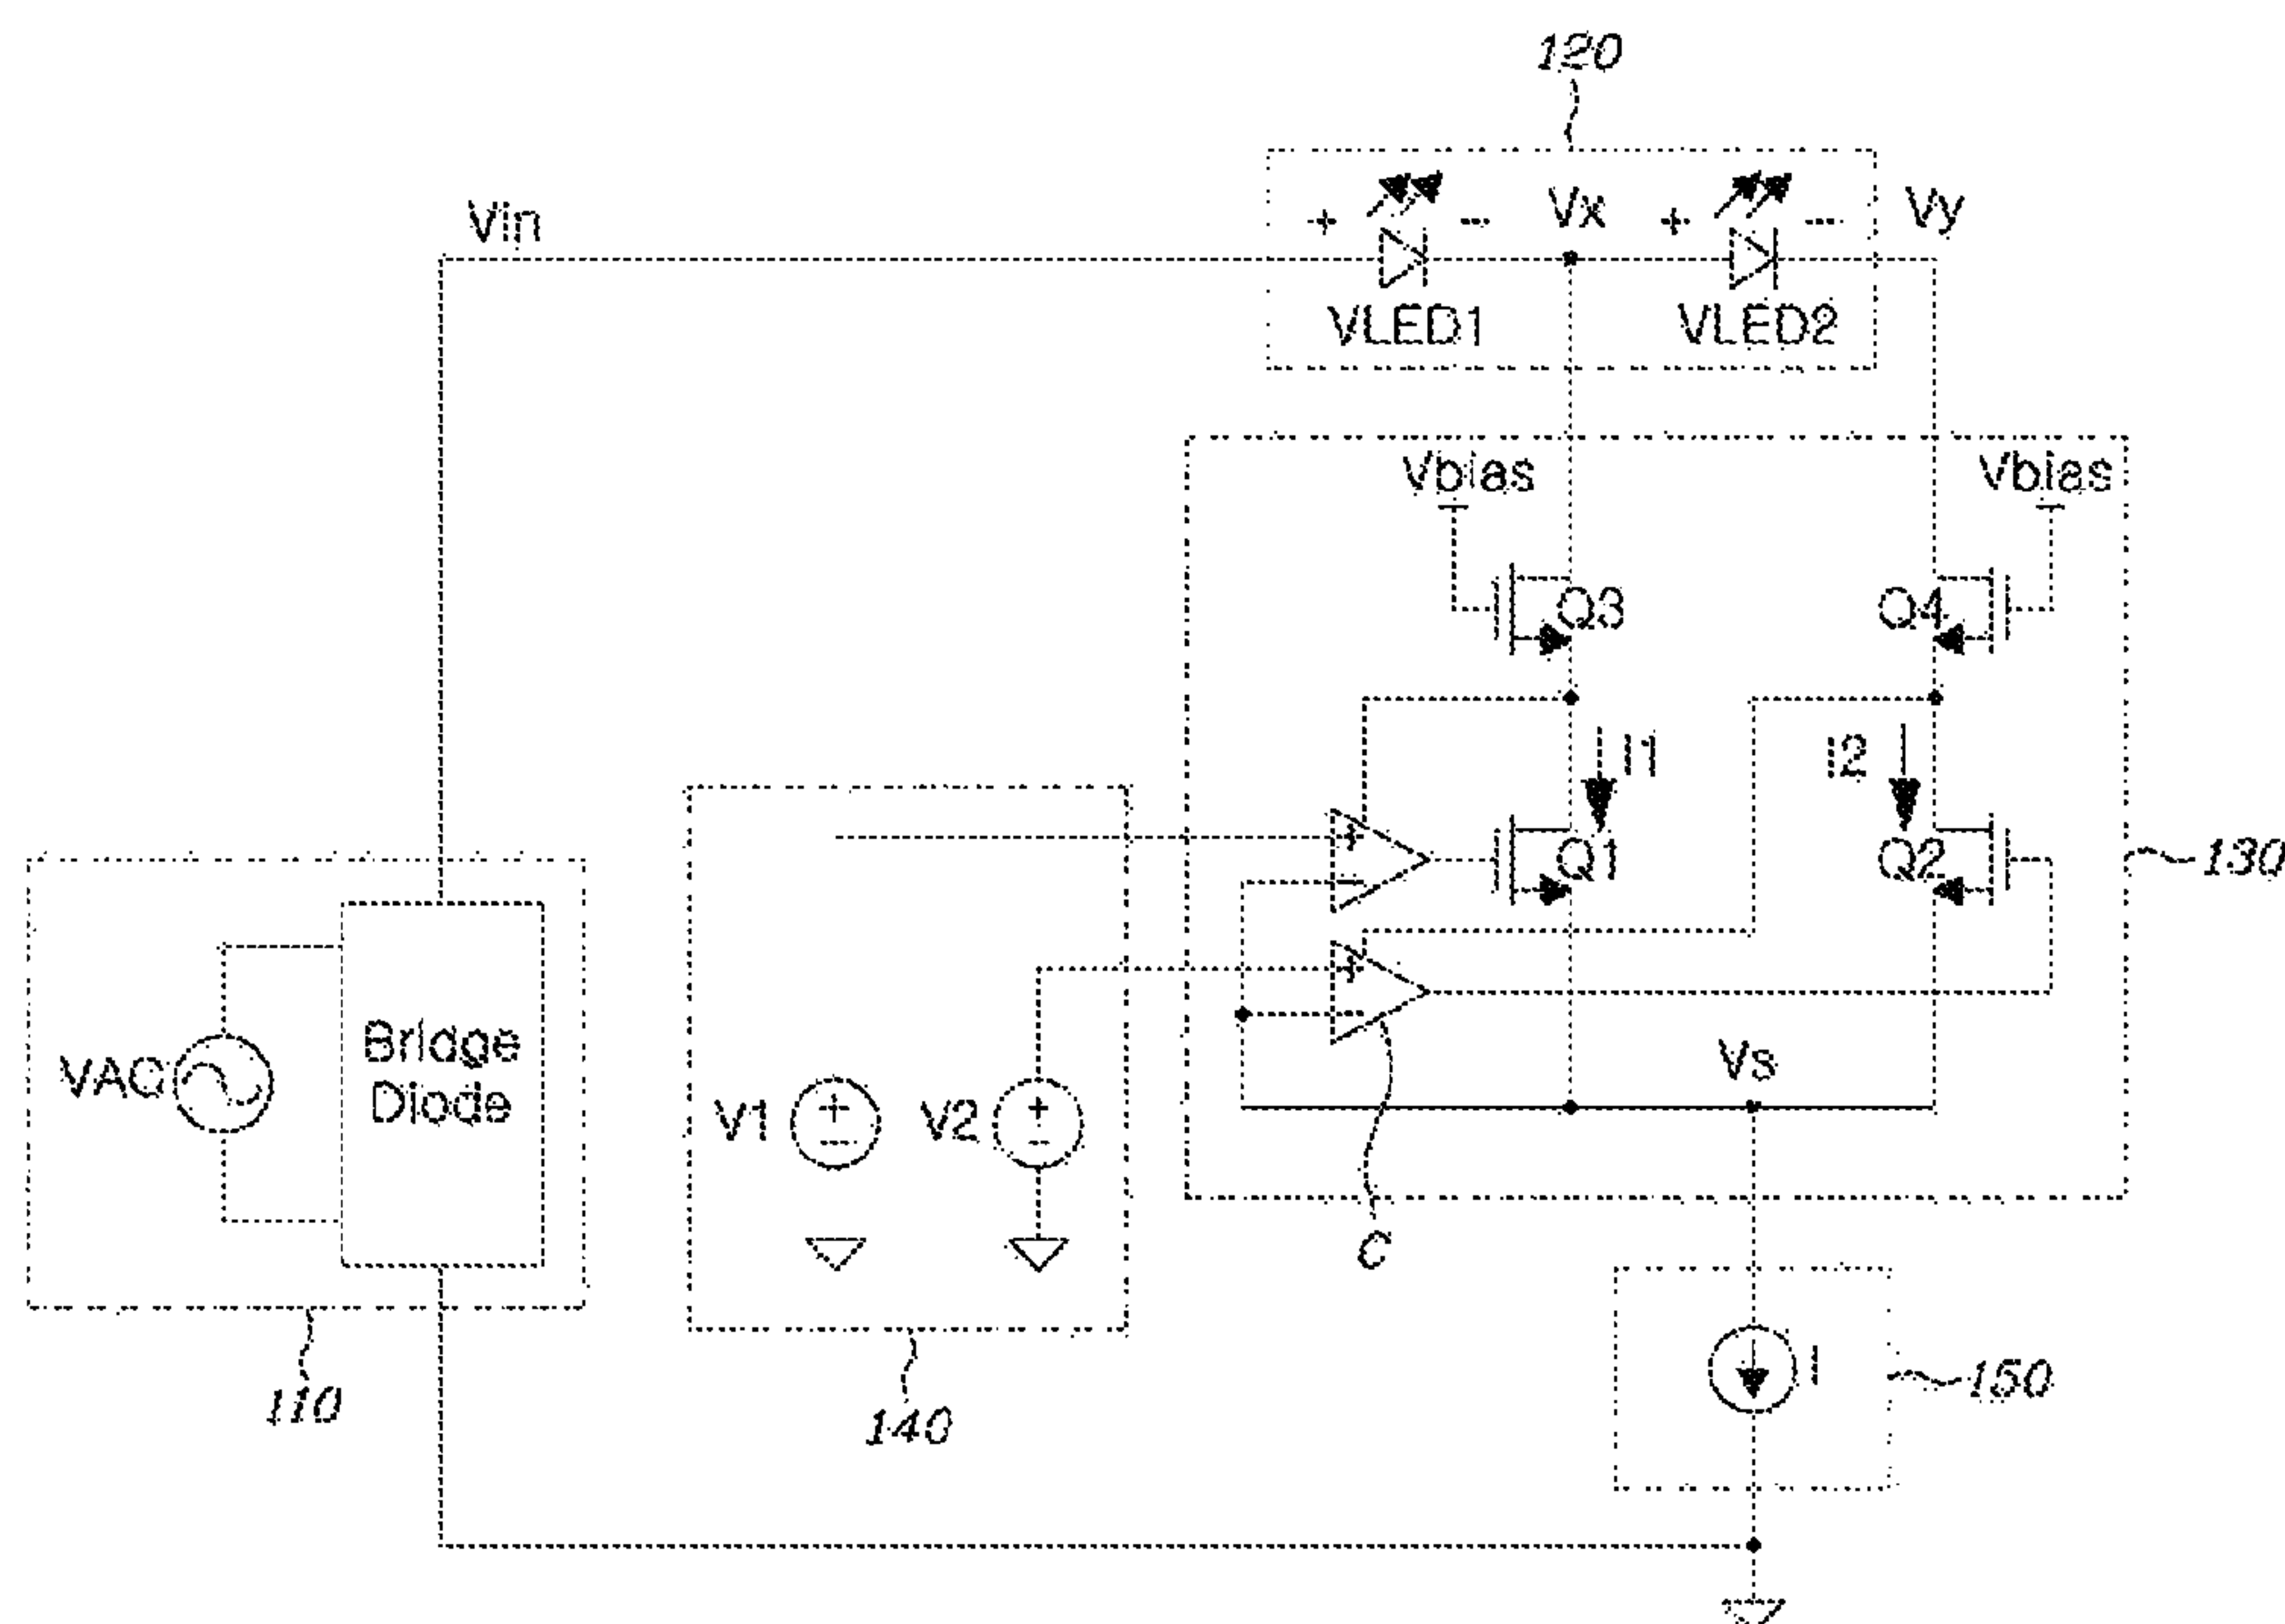 120
Vin
+ − Vx + − Vy
VLED1 VLED2
Vbias Vbias
Q3 Q4
I1 I2
+
−
Q1 Q2
130
+
−
Vs
VAC
Bridge
Diode
V1 + − V2 + −
C
110
140
I
150